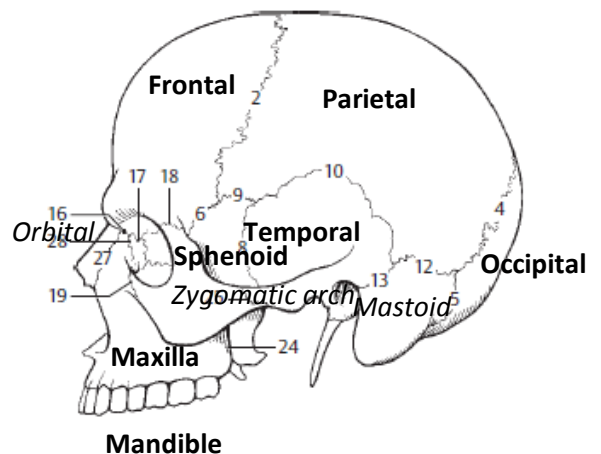 Frontal
2
Parietal
10
17
18
9
4
16
6
Orbital
28
Temporal
8
27
Sphenoid
12
Occipital
13
19
Zygomatic arch
Mastoid
5
Maxilla
24
Mandible